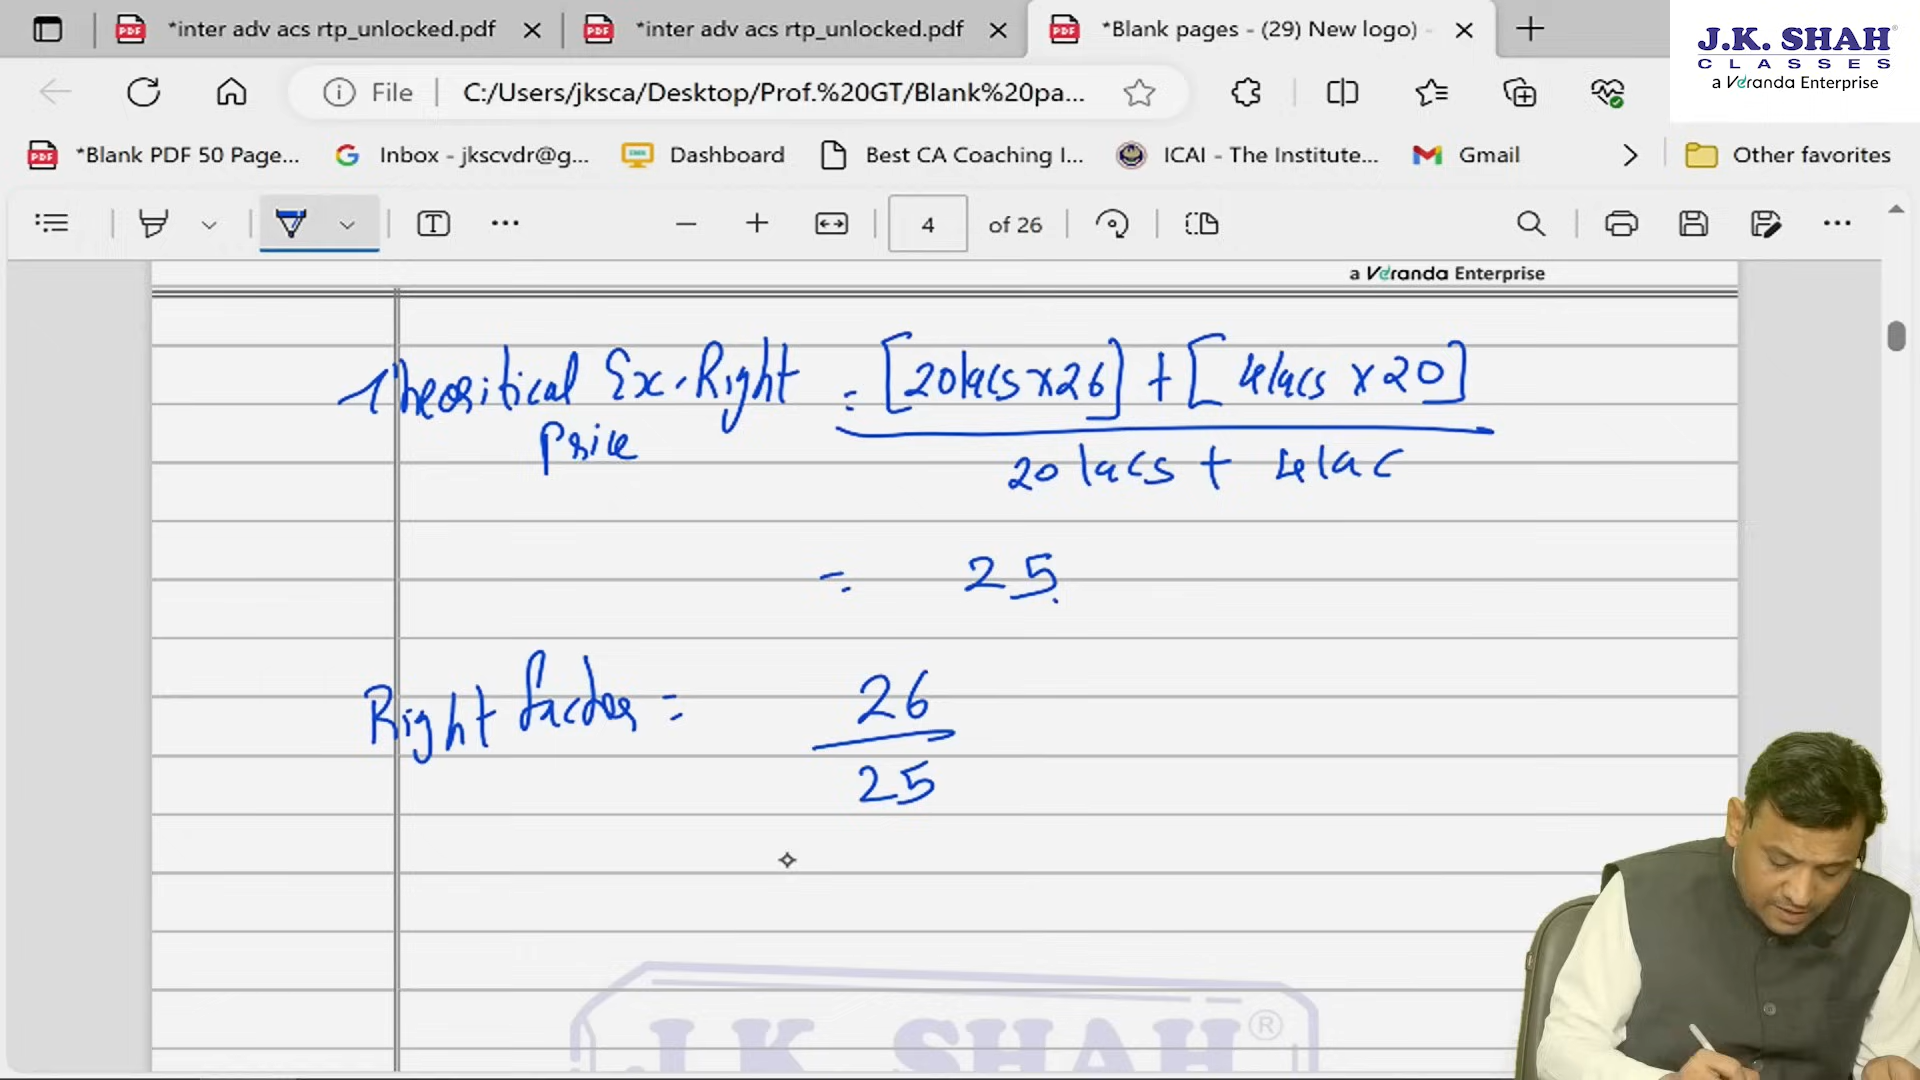 *inter adv acs rtp_unlocked.pdf
*inter adv acs rtp_unlocked.pdf
*Blank pages - (29) New logo) -
J.K. SHAH®
CLASSES
a Veranda Enterprise
File
C:/Users/jksca/Desktop/Prof.%20GT/Blank%20pa...
*Blank PDF 50 Page...
Inbox - jkscvdr@g...
Dashboard
Best CA Coaching I...
ICAI - The Institute...
Gmail
Other favorites
4 of 26
a Veranda Enterprise
Theoritical Ex. Right Price = [20lacs x 26] + [4lacs x 20]
20 lacs + 4lac
= 25.
Right factor = 26
25
J.K. SHAH®